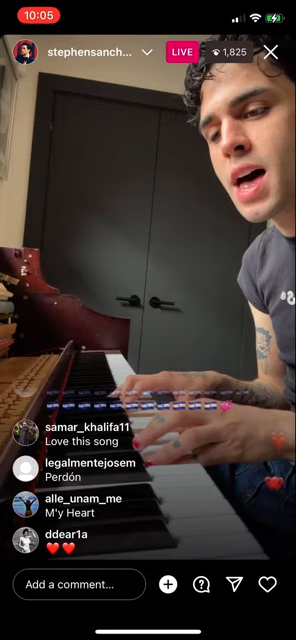 10:05
stephensanch...
LIVE
1,825
samar_khalifa11
Love this song
legalmentejosem
Perdón
alle_unam_me
M'y Heart
ddear1a
Add a comment...